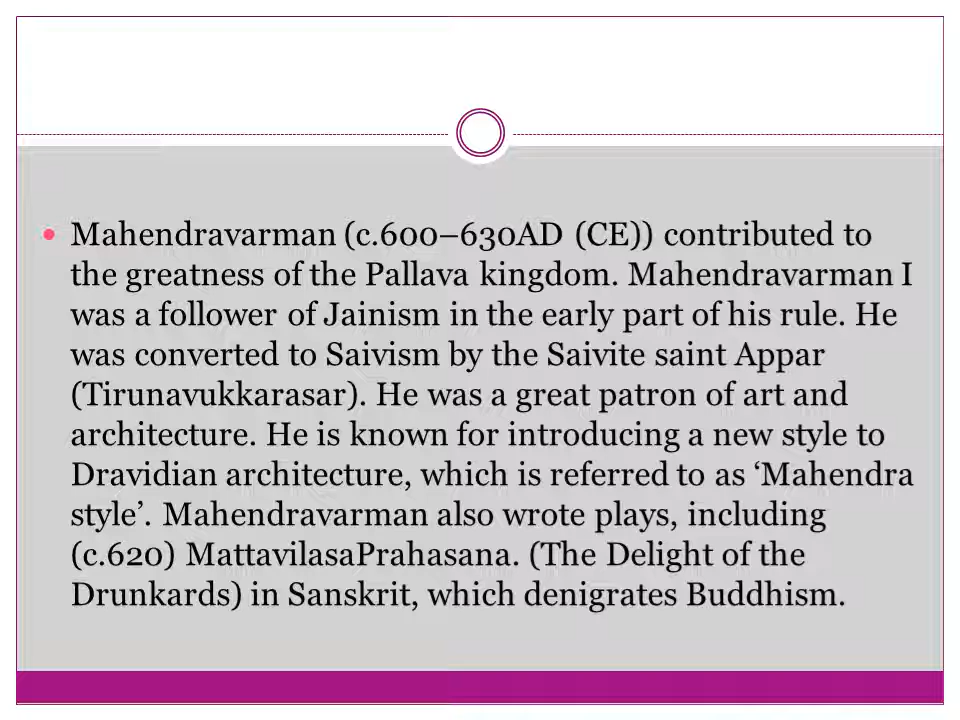 Mahendravarman (c.600–630AD (CE)) contributed to
the greatness of the Pallava kingdom. Mahendravarman I
was a follower of Jainism in the early part of his rule. He
was converted to Saivism by the Saivite saint Appar
(Tirunavukkarasar). He was a great patron of art and
architecture. He is known for introducing a new style to
Dravidian architecture, which is referred to as ‘Mahendra
style’. Mahendravarman also wrote plays, including
(c.620) MattavilasaPrahasana. (The Delight of the
Drunkards) in Sanskrit, which denigrates Buddhism.